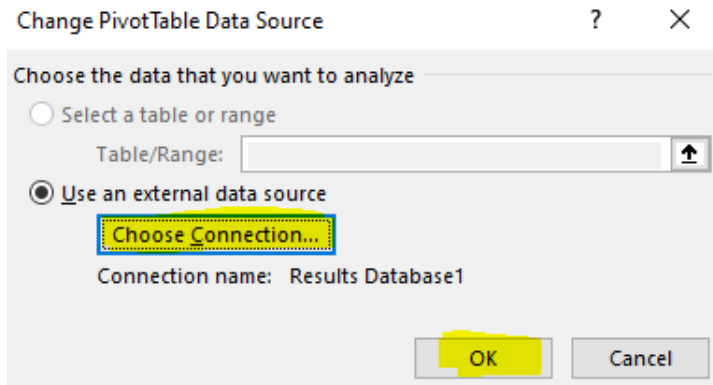 Change PivotTable Data Source ? ×
Choose the data that you want to analyze
Select a table or range
Table/Range:
Use an external data source
Choose Connection...
Connection name: Results Database1
OK Cancel